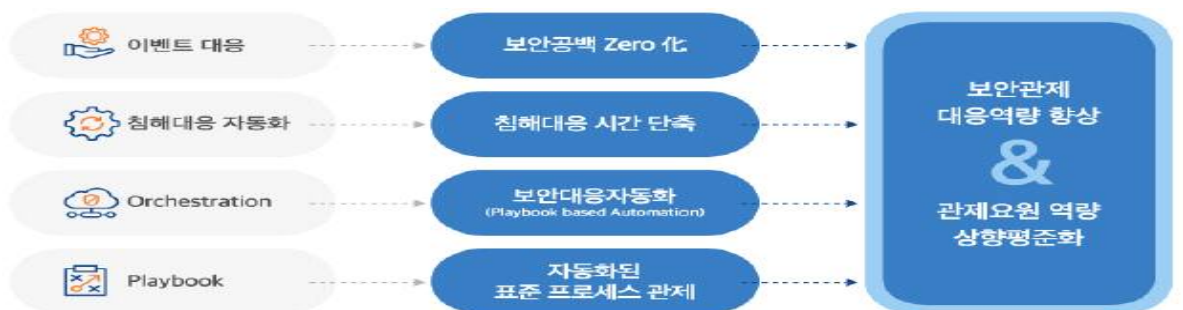 이벤트 대응
보안공백 Zero 化
침해대응 자동화
침해대응 시간 단축
Orchestration
보안대응자동화
(Playbook based Automation)
Playbook
자동화된
표준 프로세스 관제
보안관제
대응역량 향상
&
관제요원 역량
상향평준화